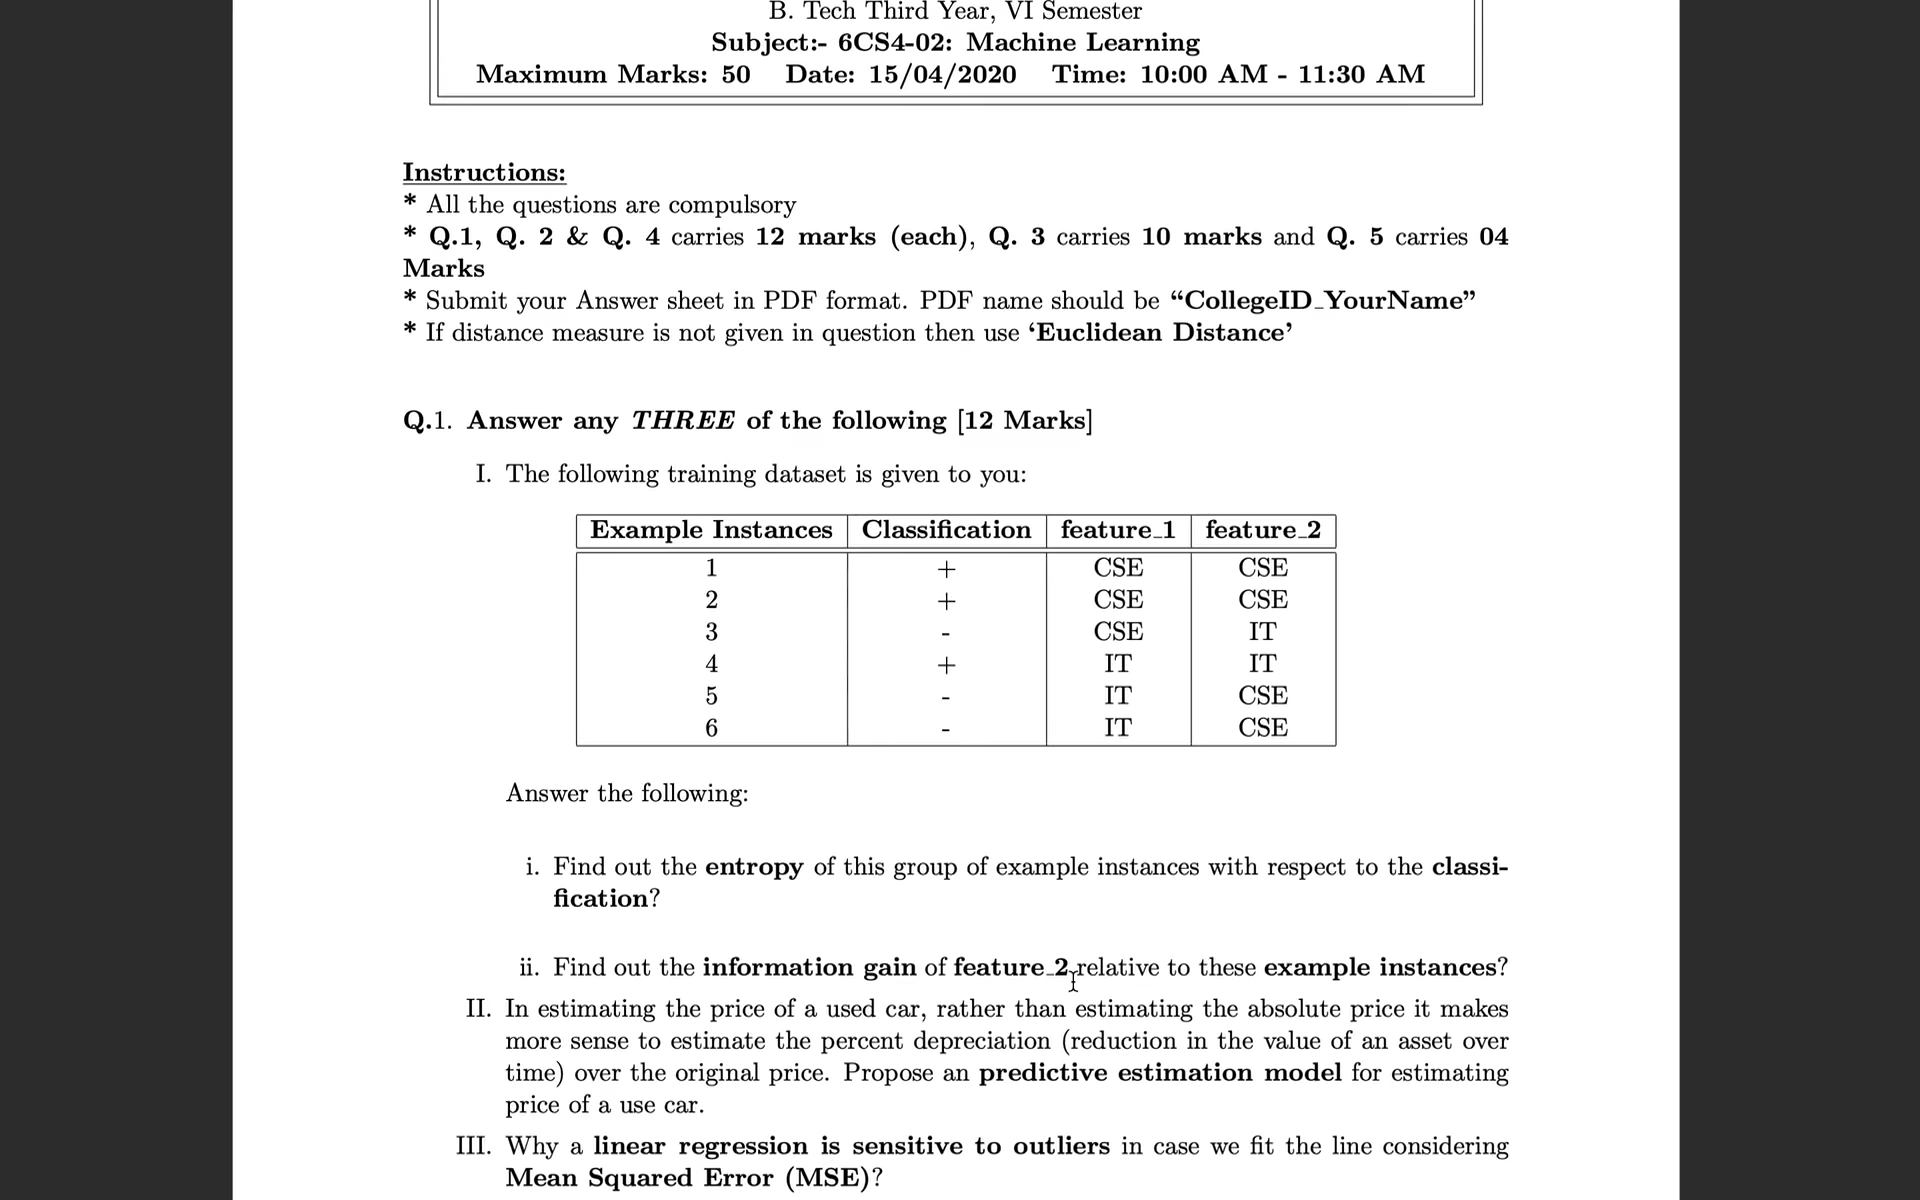 B. Tech Third Year, VI Semester
Subject:- 6CS4-02: Machine Learning
Maximum Marks: 50 Date: 15/04/2020 Time: 10:00 AM - 11:30 AM
Instructions:
* All the questions are compulsory
* Q.1, Q. 2 & Q. 4 carries 12 marks (each), Q. 3 carries 10 marks and Q. 5 carries 04
Marks
* Submit your Answer sheet in PDF format. PDF name should be “CollegeID_YourName”
* If distance measure is not given in question then use ‘Euclidean Distance’
Q.1. Answer any THREE of the following [12 Marks]
I. The following training dataset is given to you:
Example Instances Classification feature_1 feature_2
1 + CSE CSE
2 + CSE CSE
3 - CSE IT
4 + IT IT
5 - IT CSE
6 - IT CSE
Answer the following:
i. Find out the entropy of this group of example instances with respect to the classi-
fication?
ii. Find out the information gain of feature_2 relative to these example instances?
II. In estimating the price of a used car, rather than estimating the absolute price it makes
more sense to estimate the percent depreciation (reduction in the value of an asset over
time) over the original price. Propose an predictive estimation model for estimating
price of a use car.
III. Why a linear regression is sensitive to outliers in case we fit the line considering
Mean Squared Error (MSE)?